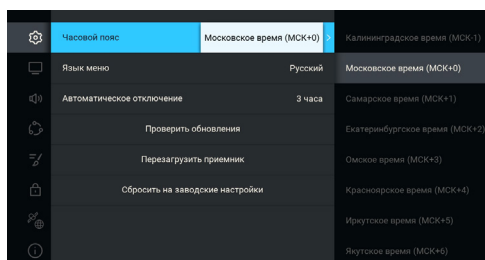 Часовой пояс
Московское время (МСК+0)
Язык меню
Русский
Автоматическое отключение
3 часа
Проверить обновления
Перезагрузить приемник
Сбросить на заводские настройки
Калининградское время (МСК-1)
Московское время (МСК+0)
Самарское время (МСК+1)
Екатеринбургское время (МСК+2)
Омское время (МСК+3)
Красноярское время (МСК+4)
Иркутское время (МСК+5)
Якутское время (МСК+6)